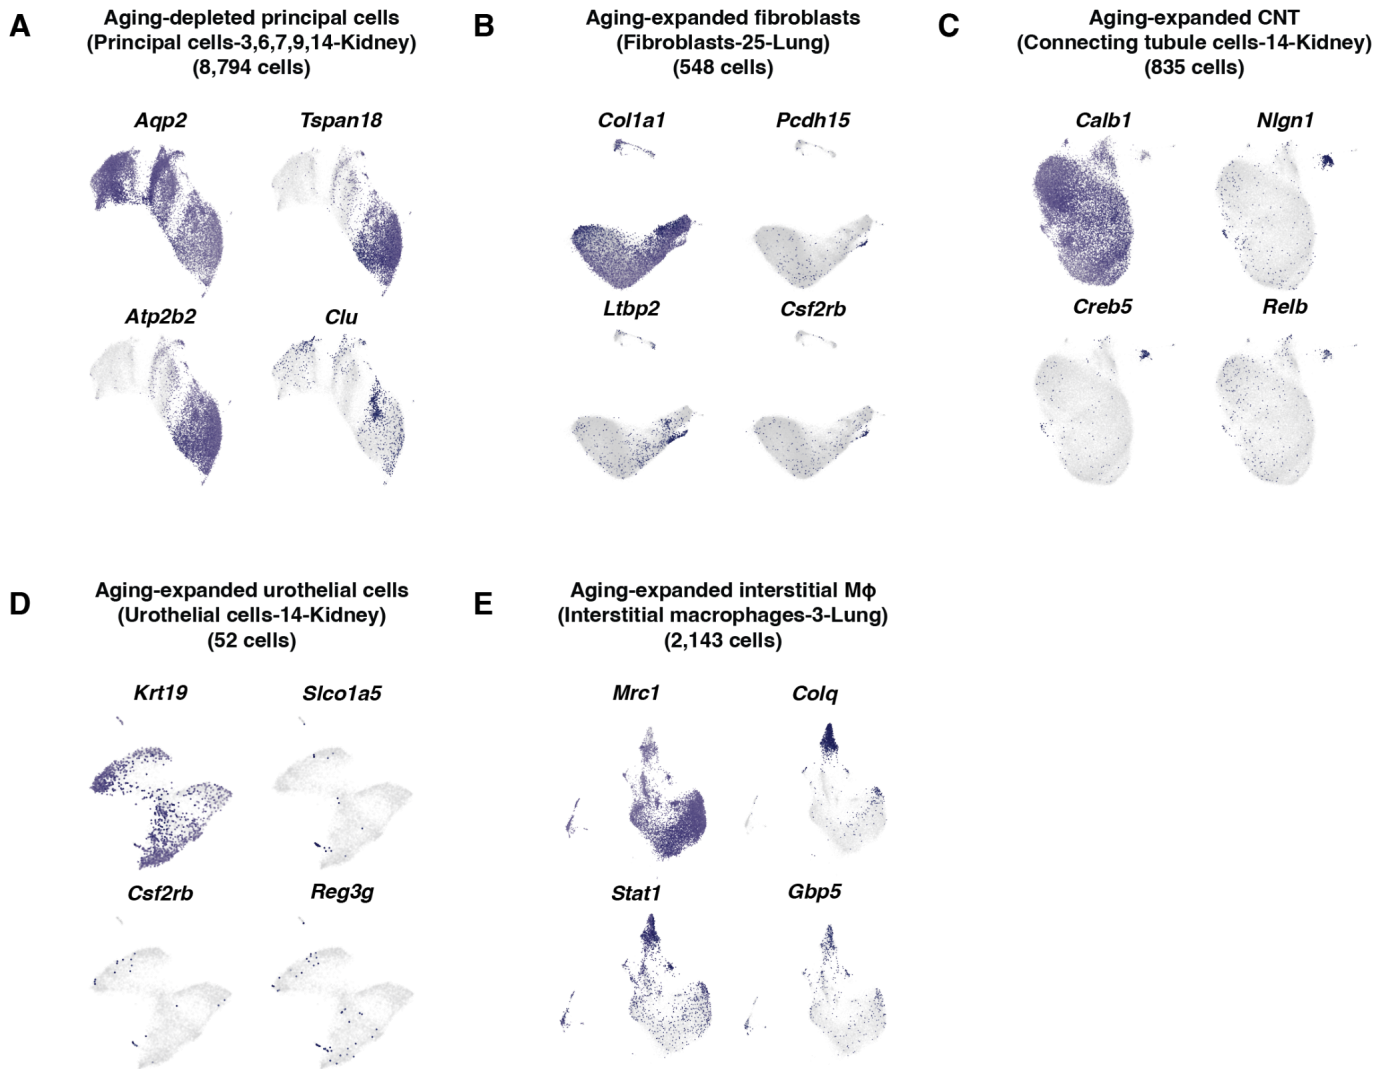 A
Aging-depleted principal cells
(Principal cells-3,6,7,9,14-Kidney)
(8,794 cells)
Aqp2
Tspan18
Atp2b2
Clu
B
Aging-expanded fibroblasts
(Fibroblasts-25-Lung)
(548 cells)
Col1a1
Pcdh15
Ltbp2
Csf2rb
C
Aging-expanded CNT
(Connecting tubule cells-14-Kidney)
(835 cells)
Calb1
Nlgn1
Creb5
Relb
D
Aging-expanded urothelial cells
(Urothelial cells-14-Kidney)
(52 cells)
Krt19
Slco1a5
Csf2rb
Reg3g
E
Aging-expanded interstitial Mϕ
(Interstitial macrophages-3-Lung)
(2,143 cells)
Mrc1
Colq
Stat1
Gbp5